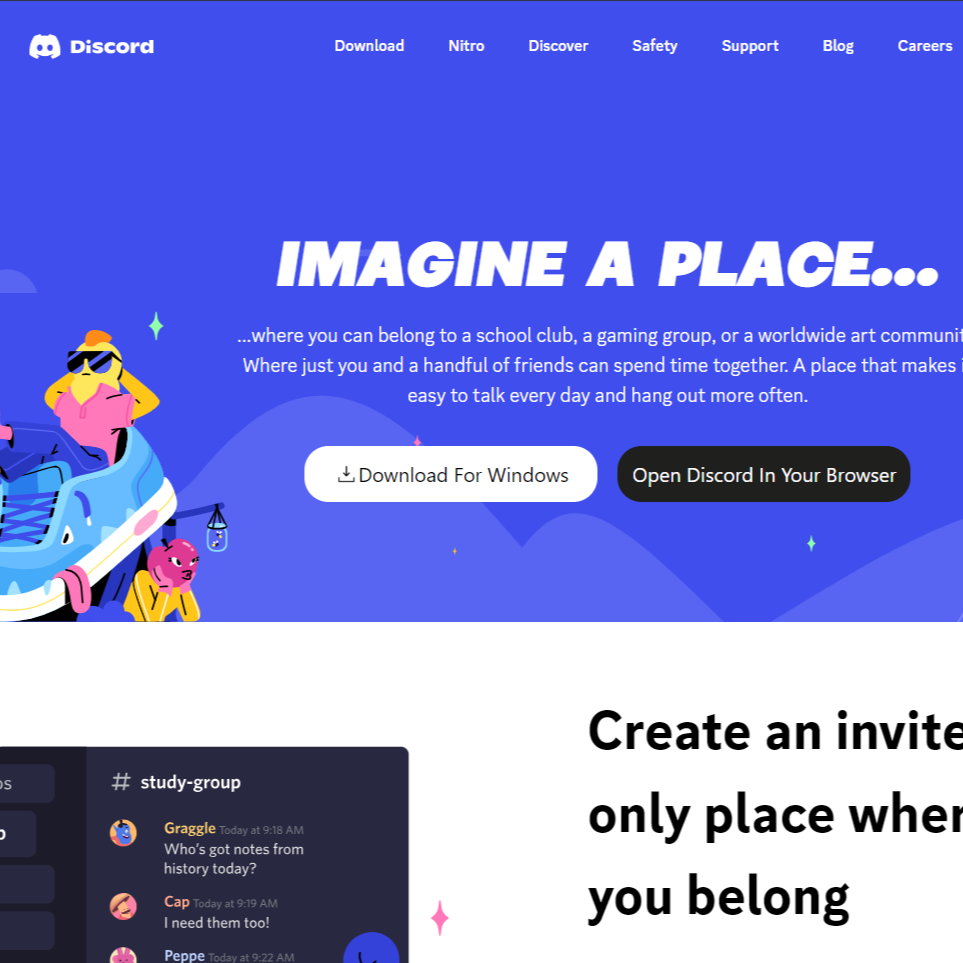 Discord
Download
Nitro
Discover
Safety
Support
Blog
Careers
IMAGINE A PLACE...
...where you can belong to a school club, a gaming group, or a worldwide art
Where just you and a handful of friends can spend time together. A place that makes
easy to talk every day and hang out more often.
Download For Windows
Open Discord In Your Browser
Create an invite
only place
you belong
# study-group
Graggle Today at 9:18 AM
Who's got notes from
history today?
Cap Today at 9:19 AM
I need them too!
Peppe Today at 9:22 AM